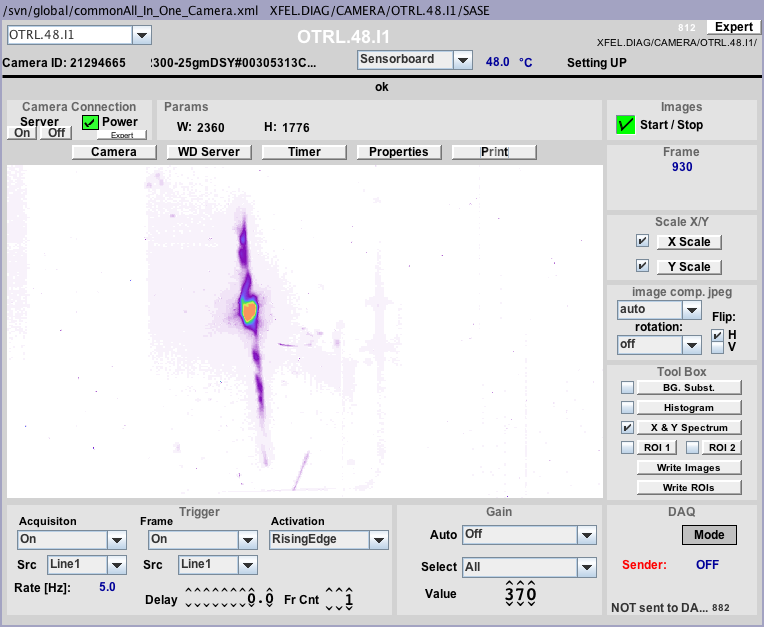 /svn/global/commonAll_In_One_Camera.xml XFEL.DIAG/CAMERA/OTRL.48.I1/SASE
OTRL.48.I1
OTRL.48.I1
812
Expert
XFEL.DIAG/CAMERA/OTRL.48.I1/
Camera ID: 21294665
:300-25gmDSY#00305313C...
Sensorboard
48.0 °C
Setting UP
ok
Camera Connection
Server
Power
On
Off
Expert
Params
W: 2360 H: 1776
Images
Start / Stop
Camera
WD Server
Timer
Properties
Print
Frame
930
Scale X/Y
X Scale
Y Scale
image comp. jpeg
auto
Flip:
rotation:
H
off
V
Tool Box
BG. Subst.
Histogram
X & Y Spectrum
ROI 1
ROI 2
Write Images
Write ROIs
Trigger
Acquisiton
Frame
Activation
On
On
RisingEdge
Src
Line1
Src
Line1
Rate [Hz]:
5.0
Delay
0.0
Fr Cnt
1
Gain
Auto
Off
Select
All
Value
370
DAQ
Mode
Sender:
OFF
NOT sent to DA... 882